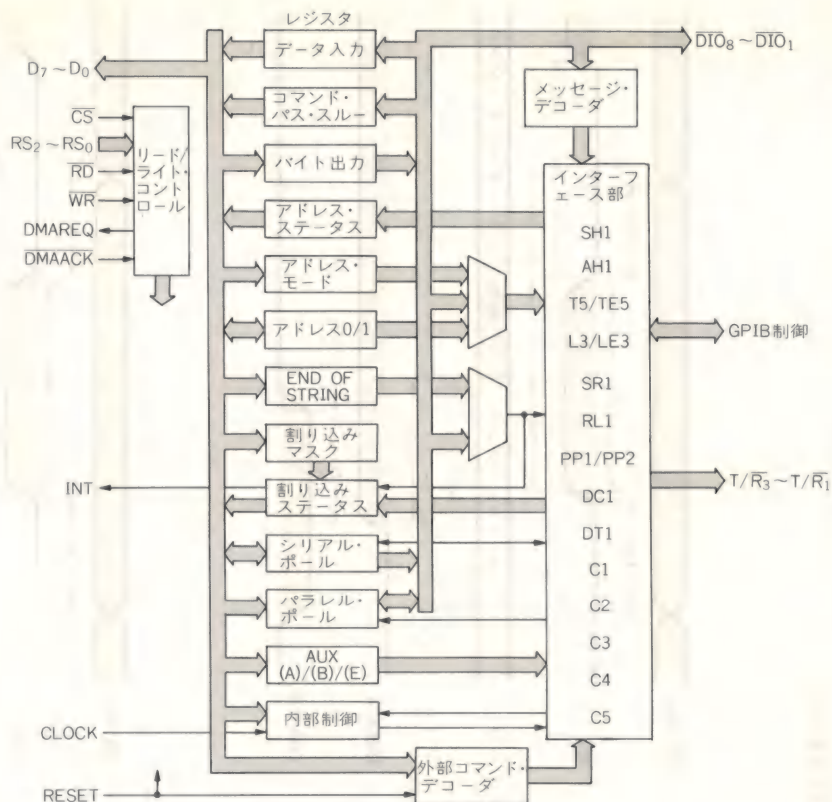 レジスタ
データ入力
コマンド・
パス・スルー
バイト出力
アドレス・
ステータス
アドレス・
モード
アドレス0/1
END OF
STRING
割り込み
マスク
割り込み
ステータス
シリアル・
ポール
パラレル・
ポール
AUX
(A)/(B)/(E)
内部制御
外部コマンド・
デコーダ
D₇～D₀
C̅S̅
RS₂～RS₀
R̅D̅
W̅R̅
DMAREQ
D̅M̅A̅A̅C̅K̅
リード/
ライト・
コント
ロール
INT
CLOCK
RESET
D̅I̅O̅₈～D̅I̅O̅₁
メッセージ・
デコーダ
インターフ
ェース部
SH1
AH1
T5/TE5
L3/LE3
SR1
RL1
PP1/PP2
DC1
DT1
C1
C2
C3
C4
C5
GPIB制御
T/R̅₃～T/R̅₁